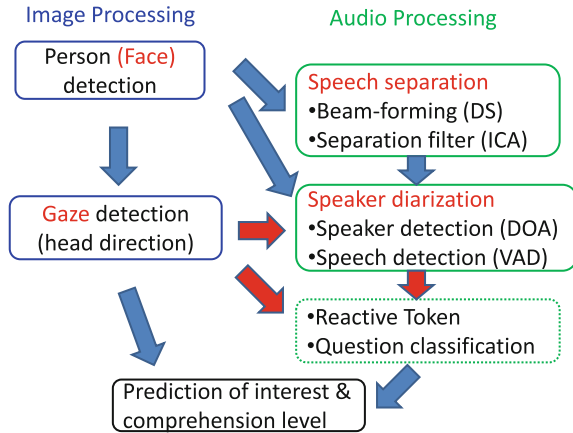 Image Processing
Audio Processing
Person (Face)
detection
Speech separation
•Beam-forming (DS)
•Separation filter (ICA)
Gaze detection
(head direction)
Speaker diarization
•Speaker detection (DOA)
•Speech detection (VAD)
•Reactive Token
•Question classification
Prediction of interest &
comprehension level